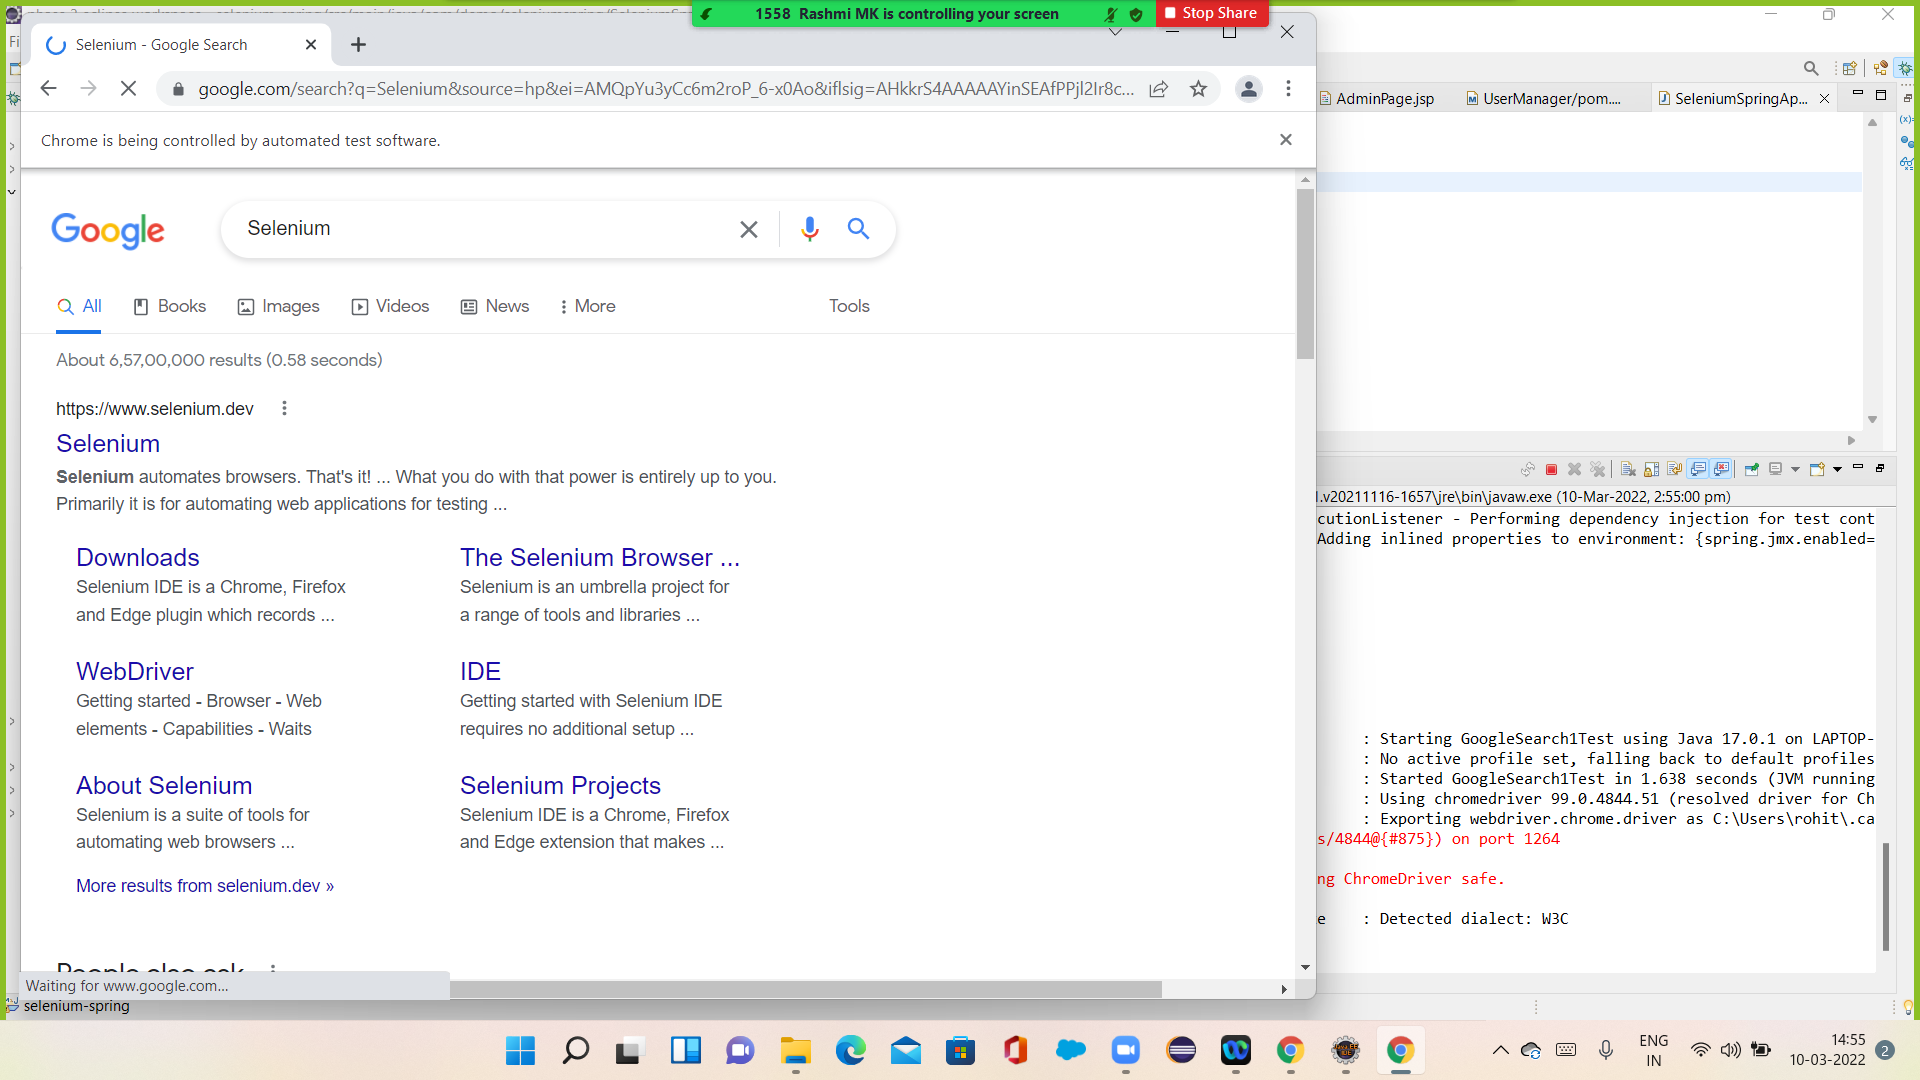 1558 Rashmi MK is controlling your screen
Stop Share
Selenium - Google Search
google.com/search?q=Selenium&source=hp&ei=AMQpYu3yCc6m2roP_6-x0Ao&iflsig=AHkkrS4AAAAAYinSEAfPPjl2Ir8c...
Chrome is being controlled by automated test software.
Google
Selenium
All
Books
Images
Videos
News
More
Tools
About 6,57,00,000 results (0.58 seconds)
https://www.selenium.dev
Selenium
Selenium automates browsers. That's it! ... What you do with that power is entirely up to you.
Primarily it is for automating web applications for testing ...
Downloads
Selenium IDE is a Chrome, Firefox
and Edge plugin which records ...
The Selenium Browser ...
Selenium is an umbrella project for
a range of tools and libraries ...
WebDriver
Getting started - Browser - Web
elements - Capabilities - Waits
IDE
Getting started with Selenium IDE
requires no additional setup ...
About Selenium
Selenium is a suite of tools for
automating web browsers ...
Selenium Projects
Selenium IDE is a Chrome, Firefox
and Edge extension that makes ...
More results from selenium.dev »
People also ask
Waiting for www.google.com...
selenium-spring
AdminPage.jsp
UserManager/pom....
SeleniumSpringAp...
.v20211116-1657\jre\bin\javaw.exe (10-Mar-2022, 2:55:00 pm)
cutionListener - Performing dependency injection for test cont
Adding inlined properties to environment: {spring.jmx.enabled=
: Starting GoogleSearch1Test using Java 17.0.1 on LAPTOP-
: No active profile set, falling back to default profiles
: Started GoogleSearch1Test in 1.638 seconds (JVM running
: Using chromedriver 99.0.4844.51 (resolved driver for Ch
: Exporting webdriver.chrome.driver as C:\Users\rohit\.ca
s/4844@{#875}) on port 1264
ng ChromeDriver safe.
e : Detected dialect: W3C
ENG
IN
14:55
10-03-2022
2